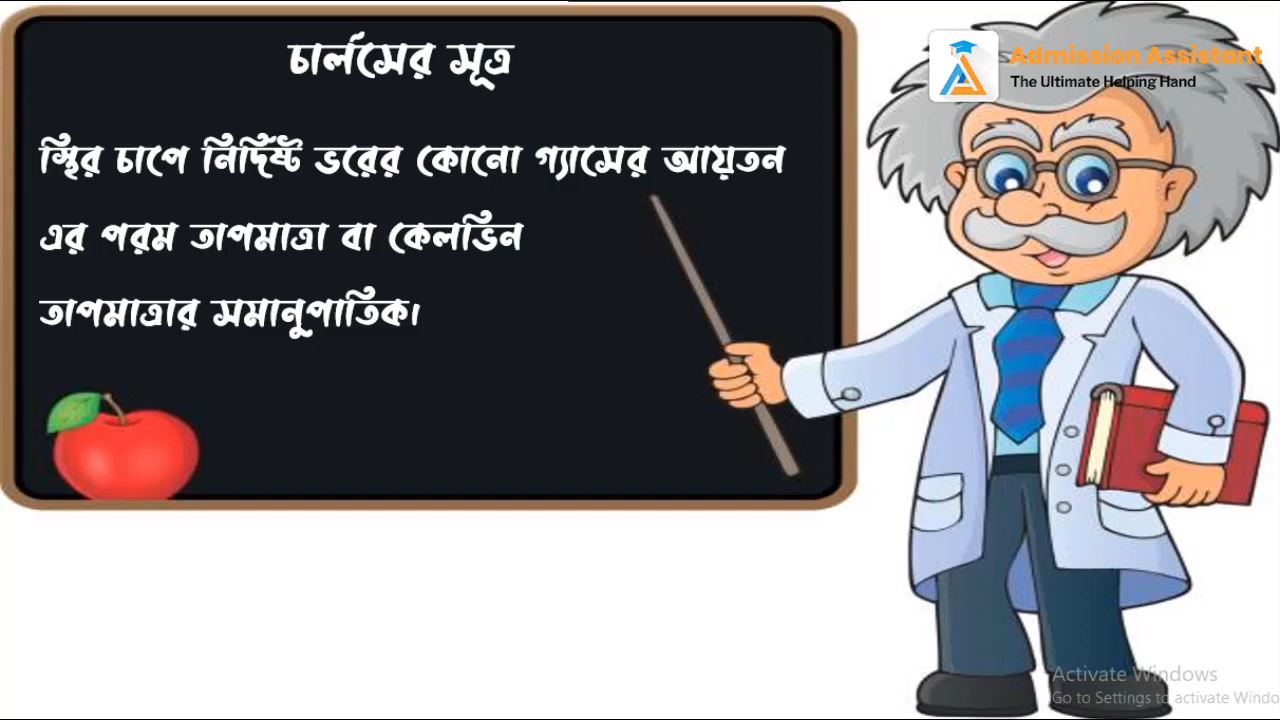 চার্লসের সূত্র
স্থির চাপে নির্দিষ্ট ভরের কোনো গ্যাসের আয়তন
এর পরম তাপমাত্রা বা কেলভিন
তাপমাত্রার সমানুপাতিক।
Admission Assistant
The Ultimate Helping Hand
Activate Windows
Go to Settings to activate Windo